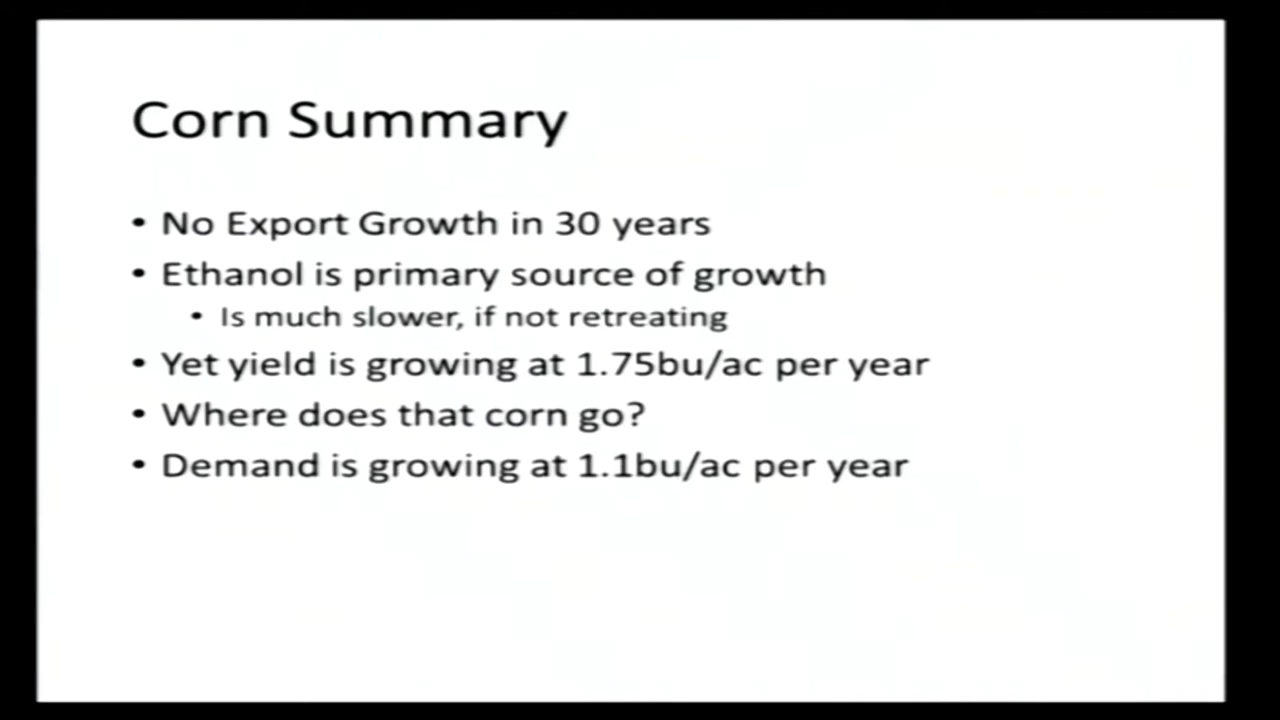 Corn Summary
• No Export Growth in 30 years
• Ethanol is primary source of growth
• Is much slower, if not retreating
• Yet yield is growing at 1.75bu/ac per year
• Where does that corn go?
• Demand is growing at 1.1bu/ac per year